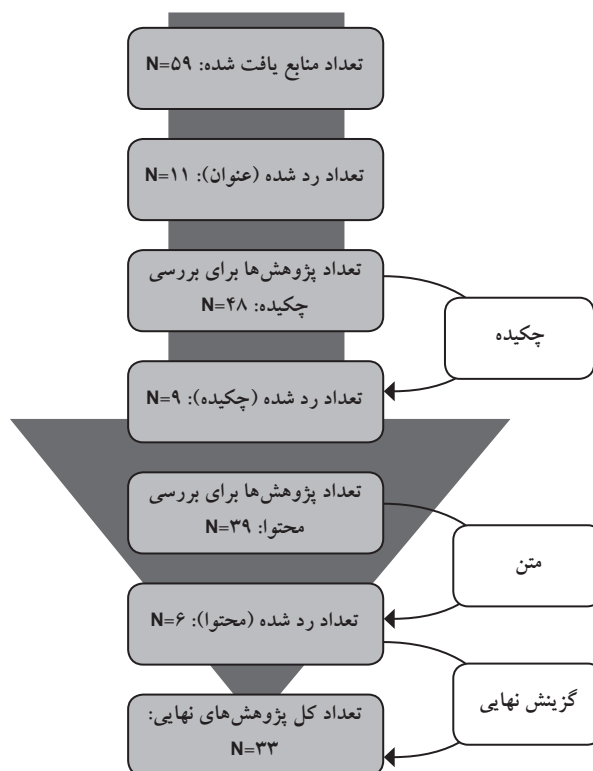 تعداد منابع یافت شده: N=۵۹
تعداد رد شده (عنوان): N=۱۱
تعداد پژوهش‌ها برای بررسی
چکیده: N=۴۸
چکیده
تعداد رد شده (چکیده): N=۹
تعداد پژوهش‌ها برای بررسی
محتوا: N=۳۹
متن
تعداد رد شده (محتوا): N=۶
گزینش نهایی
تعداد کل پژوهش‌های نهایی:
N=۳۳